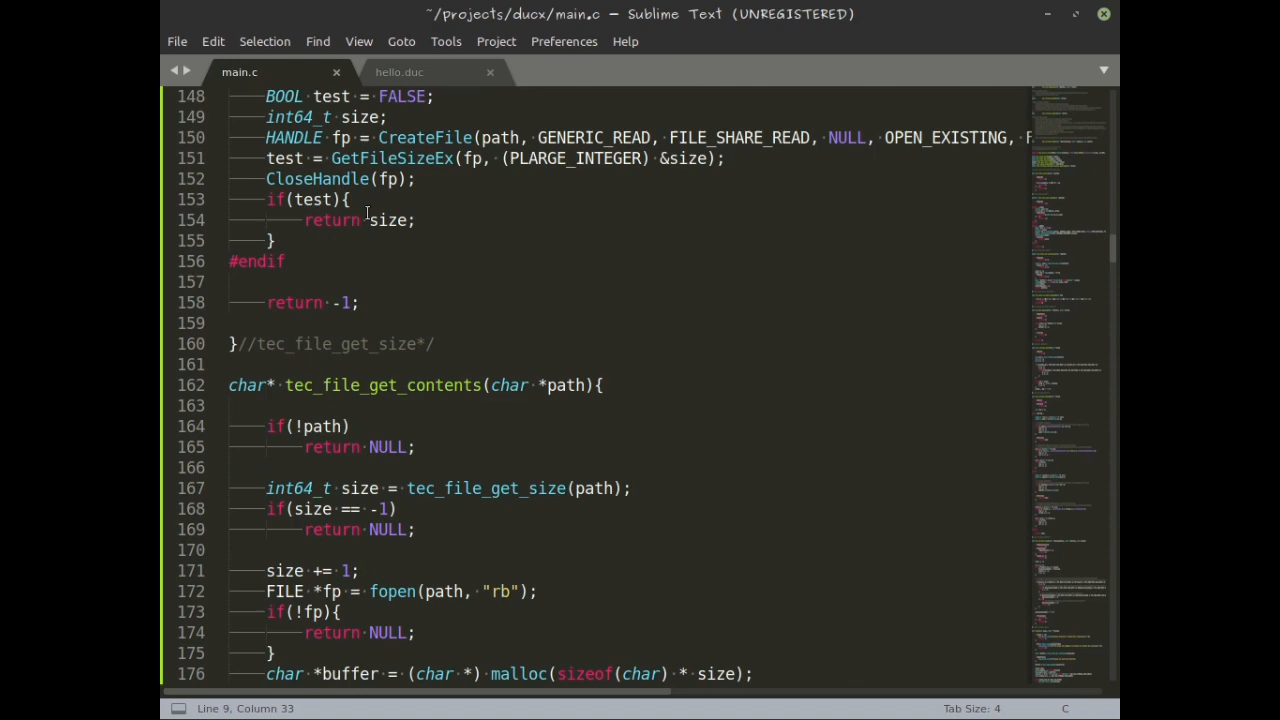 ~/projects/ducx/main.c — Sublime Text (UNREGISTERED)
File Edit Selection Find View Goto Tools Project Preferences Help
main.c × hello.duc ×
148 BOOL test = FALSE;
149 int64_t size;
150 HANDLE fp = CreateFile(path, GENERIC_READ, FILE_SHARE_READ, NULL, OPEN_EXISTING,
151 test = GetFileSizeEx(fp, (PLARGE_INTEGER) &size);
152 CloseHandle(fp);
153 if(test){
154 return size;
155 }
156 #endif
157
158 return -1;
159
160 }//tec_file_get_size*/
161
162 char* tec_file_get_contents(char *path){
163
164 if(!path)
165 return NULL;
166
167 int64_t size = tec_file_get_size(path);
168 if(size == -1)
169 return NULL;
170
171 size += 1;
172 FILE *fp = fopen(path, "rb");
173 if(!fp){
174 return NULL;
175 }
176 char *buffer = (char *) malloc(sizeof(char) * size);
Line 9, Column 33 Tab Size: 4 C